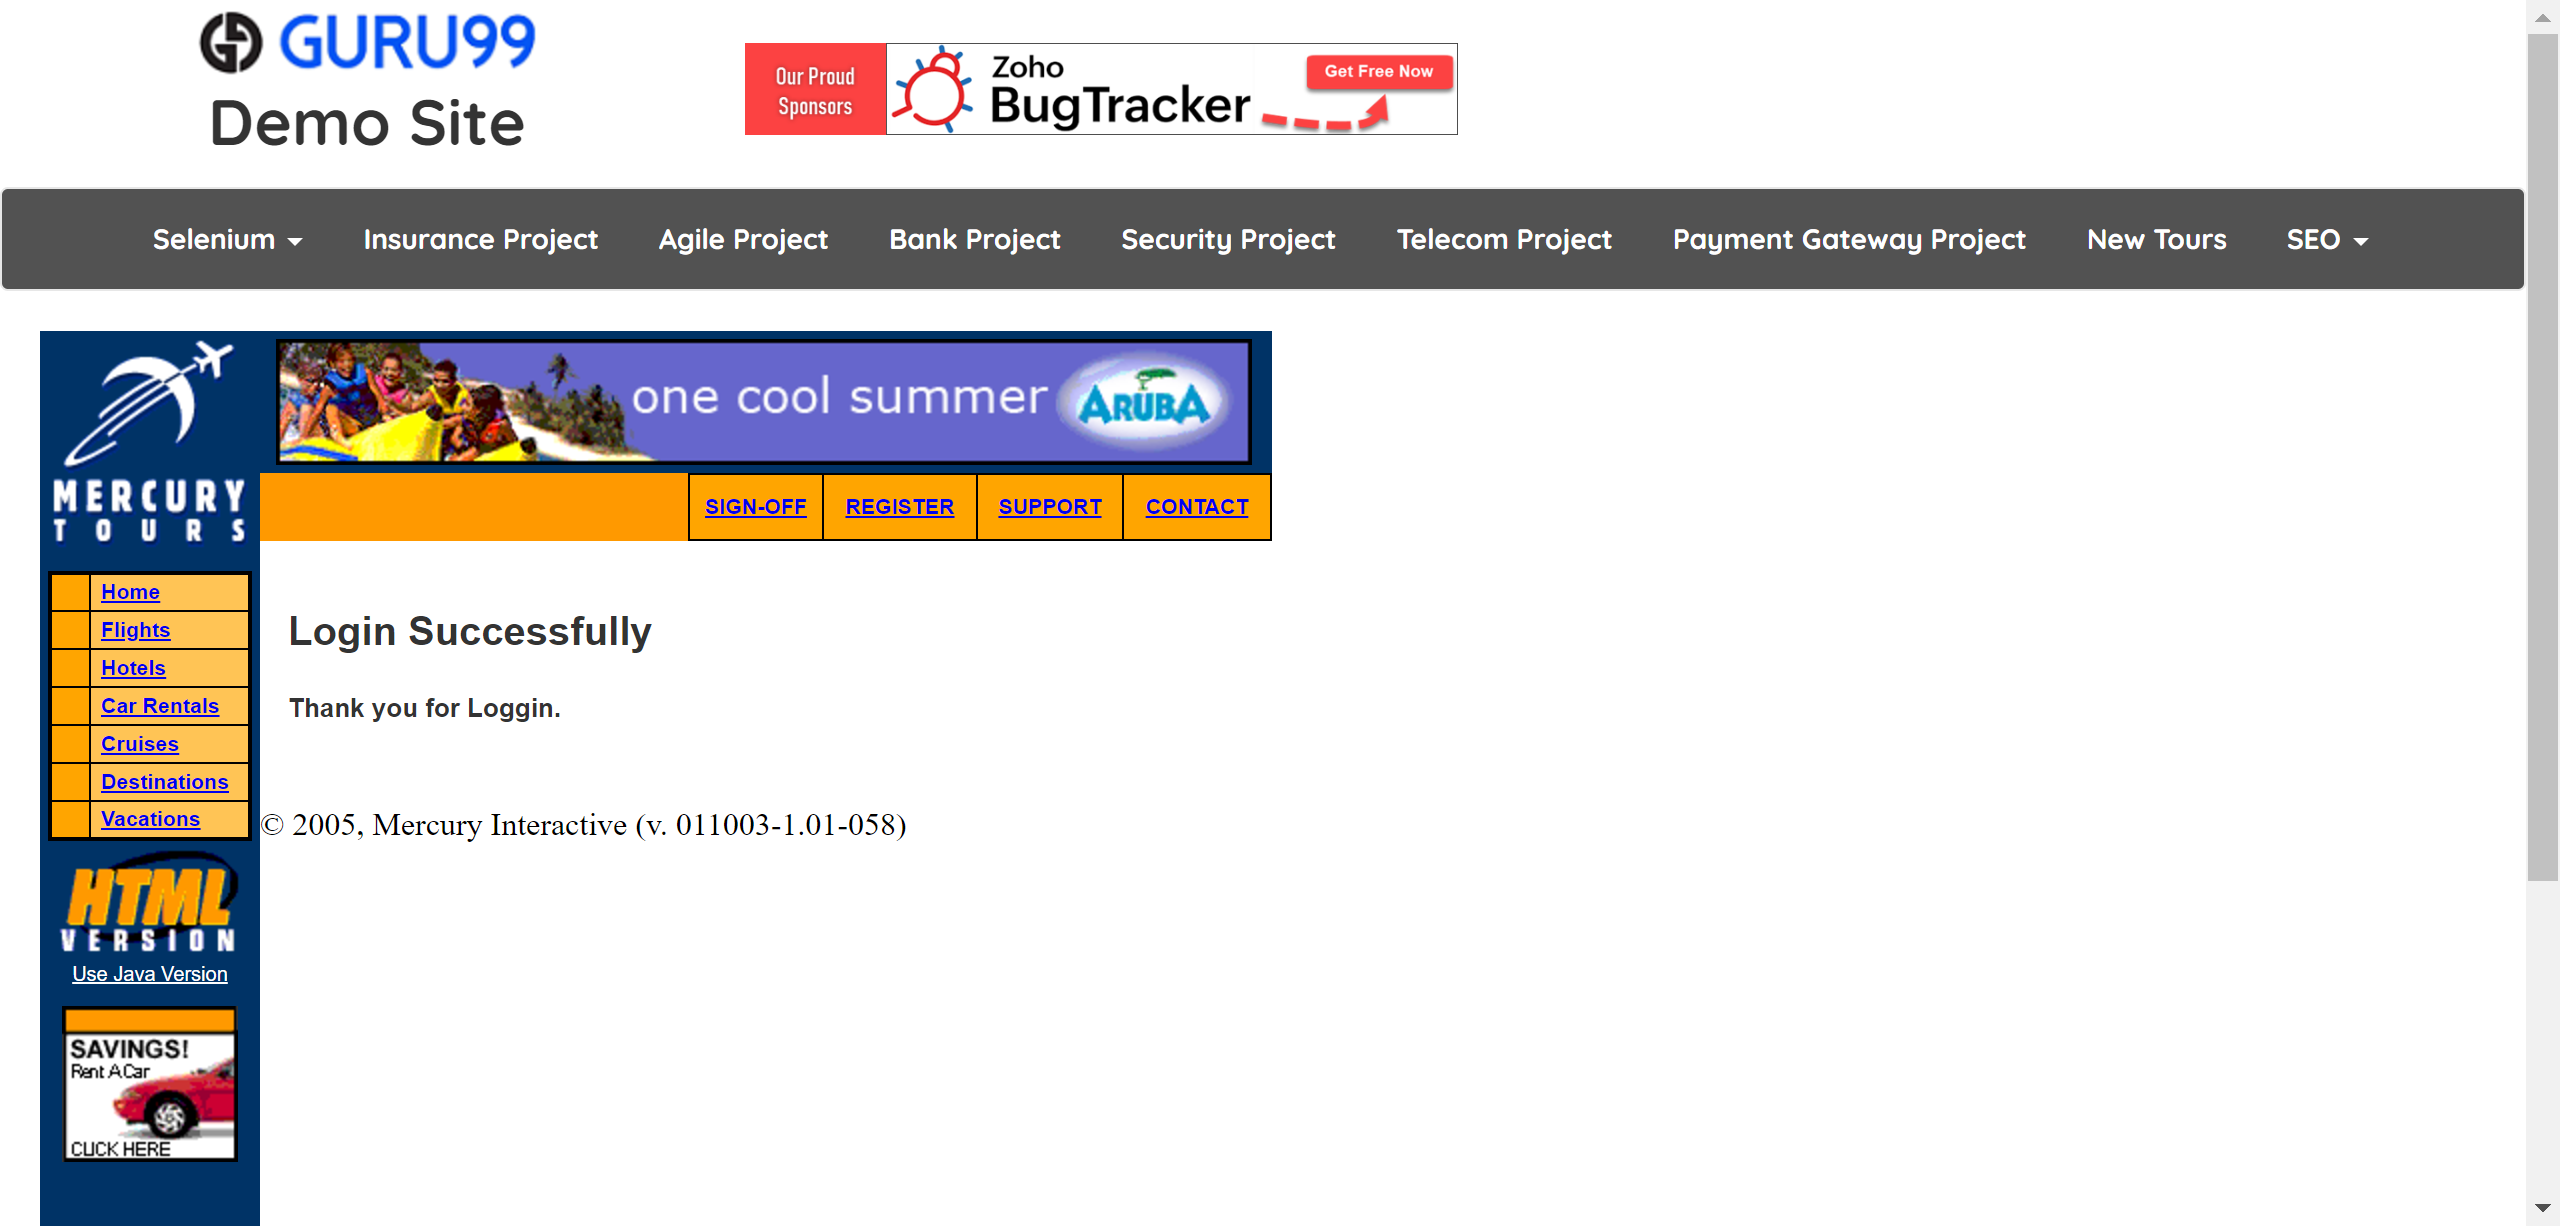 GURU99
Demo Site
Our Proud
Sponsors
Zoho
BugTracker
Get Free Now
Selenium
Insurance Project
Agile Project
Bank Project
Security Project
Telecom Project
Payment Gateway Project
New Tours
SEO
MERCURY
TOURS
one cool summer
ARUBA
SIGN-OFF
REGISTER
SUPPORT
CONTACT
Home
Flights
Hotels
Car Rentals
Cruises
Destinations
Vacations
Login Successfully
Thank you for Loggin.
© 2005, Mercury Interactive (v. 011003-1.01-058)
HTML
VERSION
Use Java Version
SAVINGS!
Rent A Car
CLICK HERE